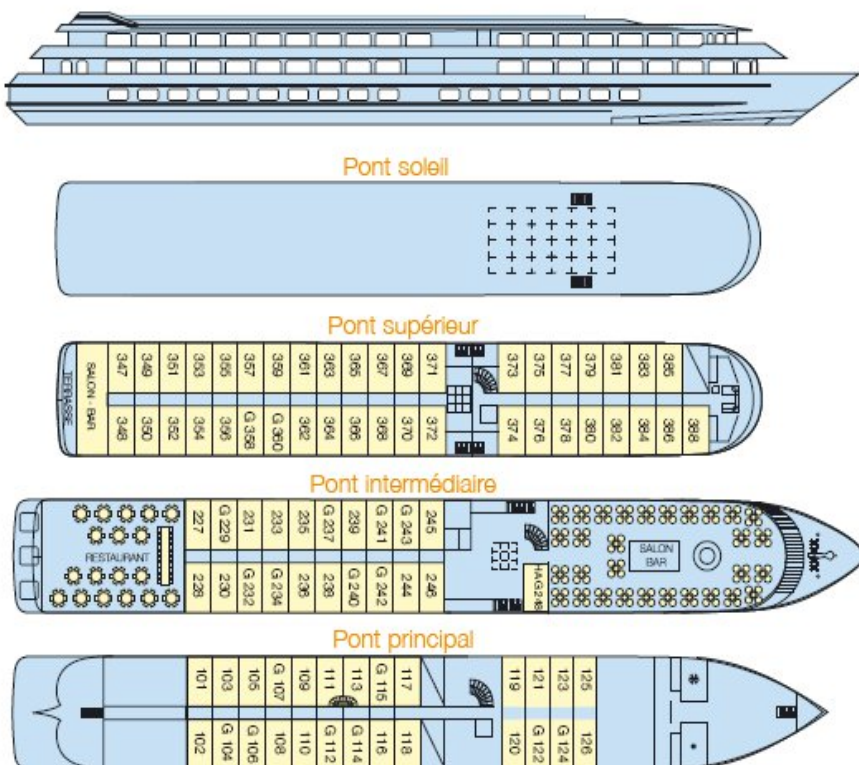 Pont soleil
Pont supérieur
TERRASSE
SALON - BAR
347 349 351 353 355 357 359 361 363 365 367 369 371 373 375 377 379 381 383 385
348 350 352 354 356 G 358 G 360 362 364 366 368 370 372 374 376 378 380 382 384 386 388
Pont intermédiaire
RESTAURANT
227 G 229 231 233 235 G 237 239 G 241 G 243 245
228 230 G 232 G 234 236 238 G 240 G 242 244 246 HAG248
SALON
BAR
Pont principal
101 103 105 G 107 109 111 113 G 115 117 119 121 123 125
102 G 104 G 106 108 110 G 112 G 114 116 118 120 G 122 G 124 126